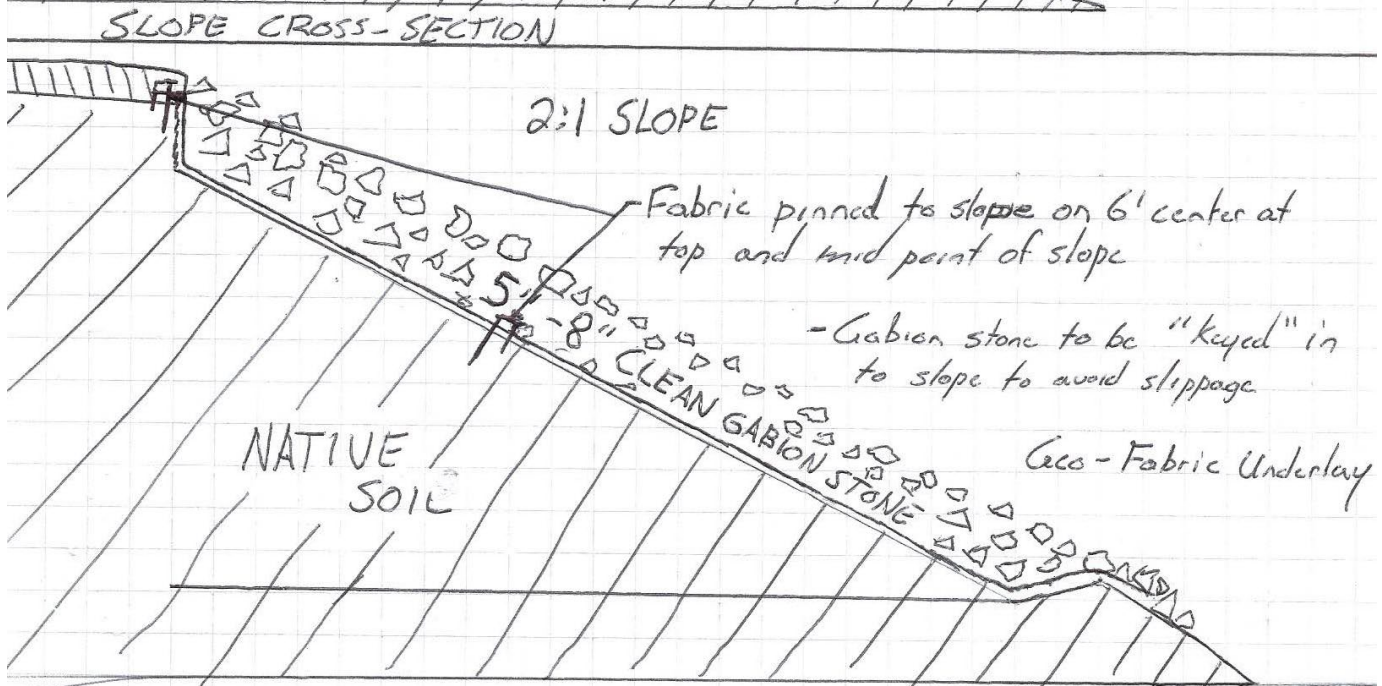 SLOPE CROSS-SECTION
2:1 SLOPE
-Fabric pinned to slope on 6' center at
top and mid point of slope
-Gabion stone to be "Keyed" in
to slope to avoid slippage
5"-8" CLEAN GABION STONE
Geo-Fabric Underlay
NATIVE
SOIL